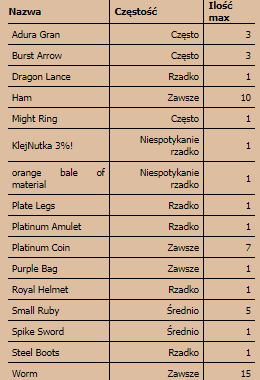 Nazwa Częstość Ilość max
Adura Gran Często 3
Burst Arrow Często 3
Dragon Lance Rzadko 1
Ham Zawsze 10
Might Ring Często 1
KlejNutka 3%! Niespotykanie rzadko 1
orange bale of material Niespotykanie rzadko 1
Plate Legs Rzadko 1
Platinum Amulet Rzadko 1
Platinum Coin Zawsze 7
Purple Bag Zawsze 1
Royal Helmet Rzadko 1
Small Ruby Średnio 5
Spike Sword Średnio 1
Steel Boots Rzadko 1
Worm Zawsze 15